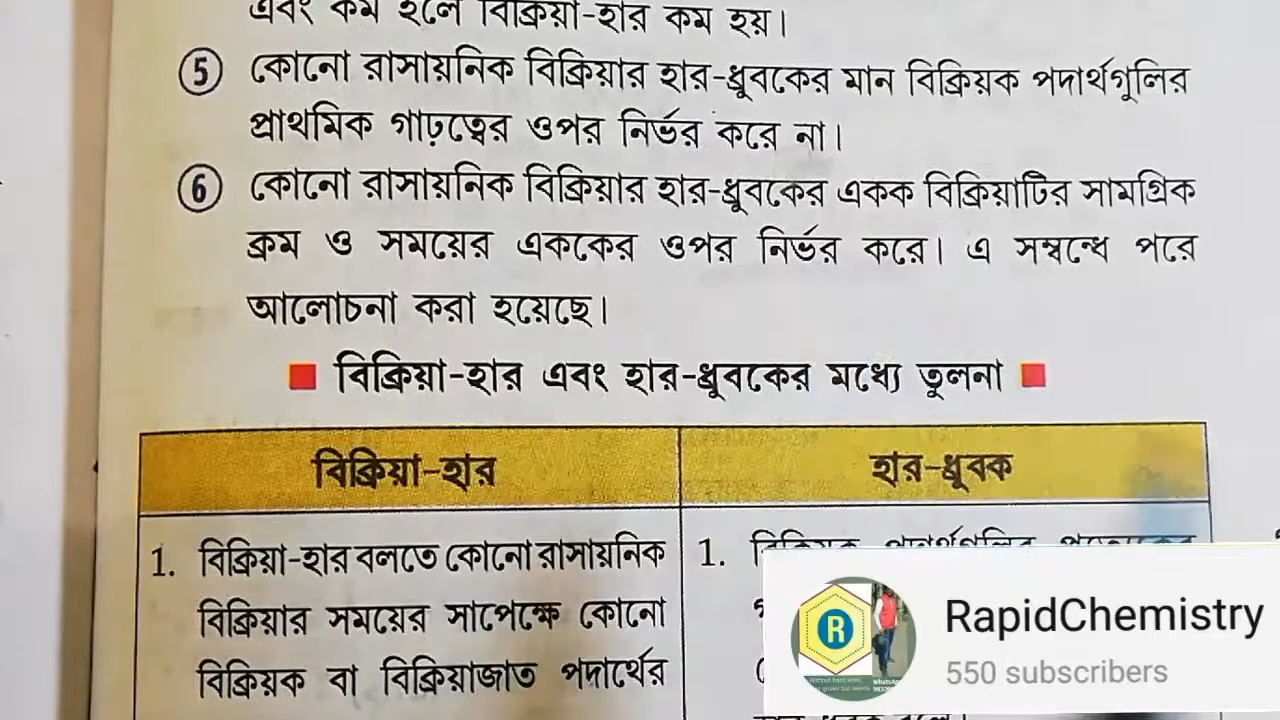 এবং কম হলে বিক্রিয়া-হার কম হয়।
5 কোনো রাসায়নিক বিক্রিয়ার হার-ধ্রুবকের মান বিক্রিয়ক পদার্থগুলির
প্রাথমিক গাঢ়ত্বের ওপর নির্ভর করে না।
6 কোনো রাসায়নিক বিক্রিয়ার হার-ধ্রুবকের একক বিক্রিয়াটির সামগ্রিক
ক্রম ও সময়ের এককের ওপর নির্ভর করে। এ সম্বন্ধে পরে
আলোচনা করা হয়েছে।
বিক্রিয়া-হার এবং হার-ধ্রুবকের মধ্যে তুলনা
বিক্রিয়া-হার
হার-ধ্রুবক
1. বিক্রিয়া-হার বলতে কোনো রাসায়নিক
বিক্রিয়ার সময়ের সাপেক্ষে কোনো
বিক্রিয়ক বা বিক্রিয়াজাত পদার্থের
1.
R
RapidChemistry
550 subscribers